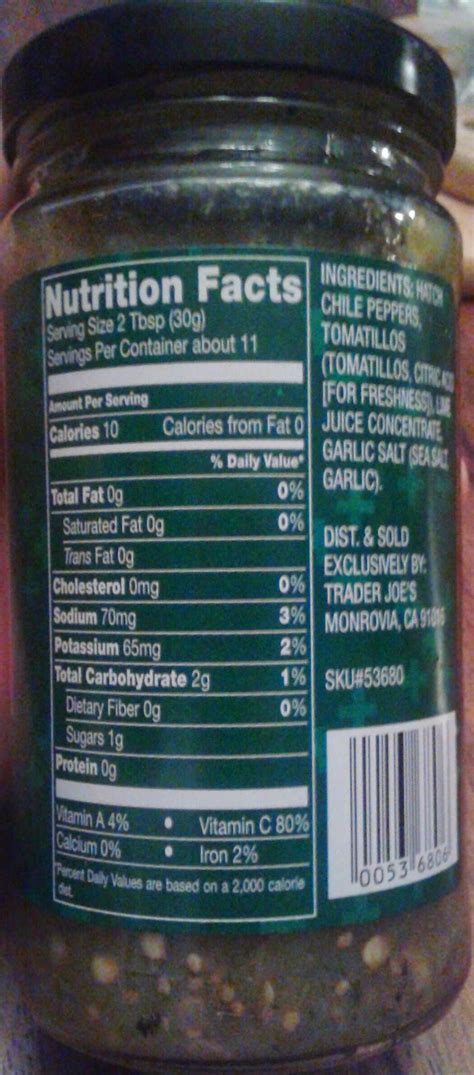 Nutrition Facts
Serving Size 2 Tbsp (30g)
Servings Per Container about 11
Amount Per Serving
Calories 10 Calories from Fat 0
% Daily Value*
Total Fat 0g 0%
Saturated Fat 0g 0%
Trans Fat 0g
Cholesterol 0mg 0%
Sodium 70mg 3%
Potassium 65mg 2%
Total Carbohydrate 2g 1%
Dietary Fiber 0g 0%
Sugars 1g
Protein 0g
Vitamin A 4% • Vitamin C 80%
Calcium 0% • Iron 2%
*Percent Daily Values are based on a 2,000 calorie
diet.
INGREDIENTS: HATCH
CHILE PEPPERS,
TOMATILLOS
(TOMATILLOS, CITRIC ACID
[FOR FRESHNESS]), LIME
JUICE CONCENTRATE,
GARLIC SALT (SEA SALT,
GARLIC).
DIST. & SOLD
EXCLUSIVELY BY:
TRADER JOE'S
MONROVIA, CA 91016
SKU#53680
0053 6806